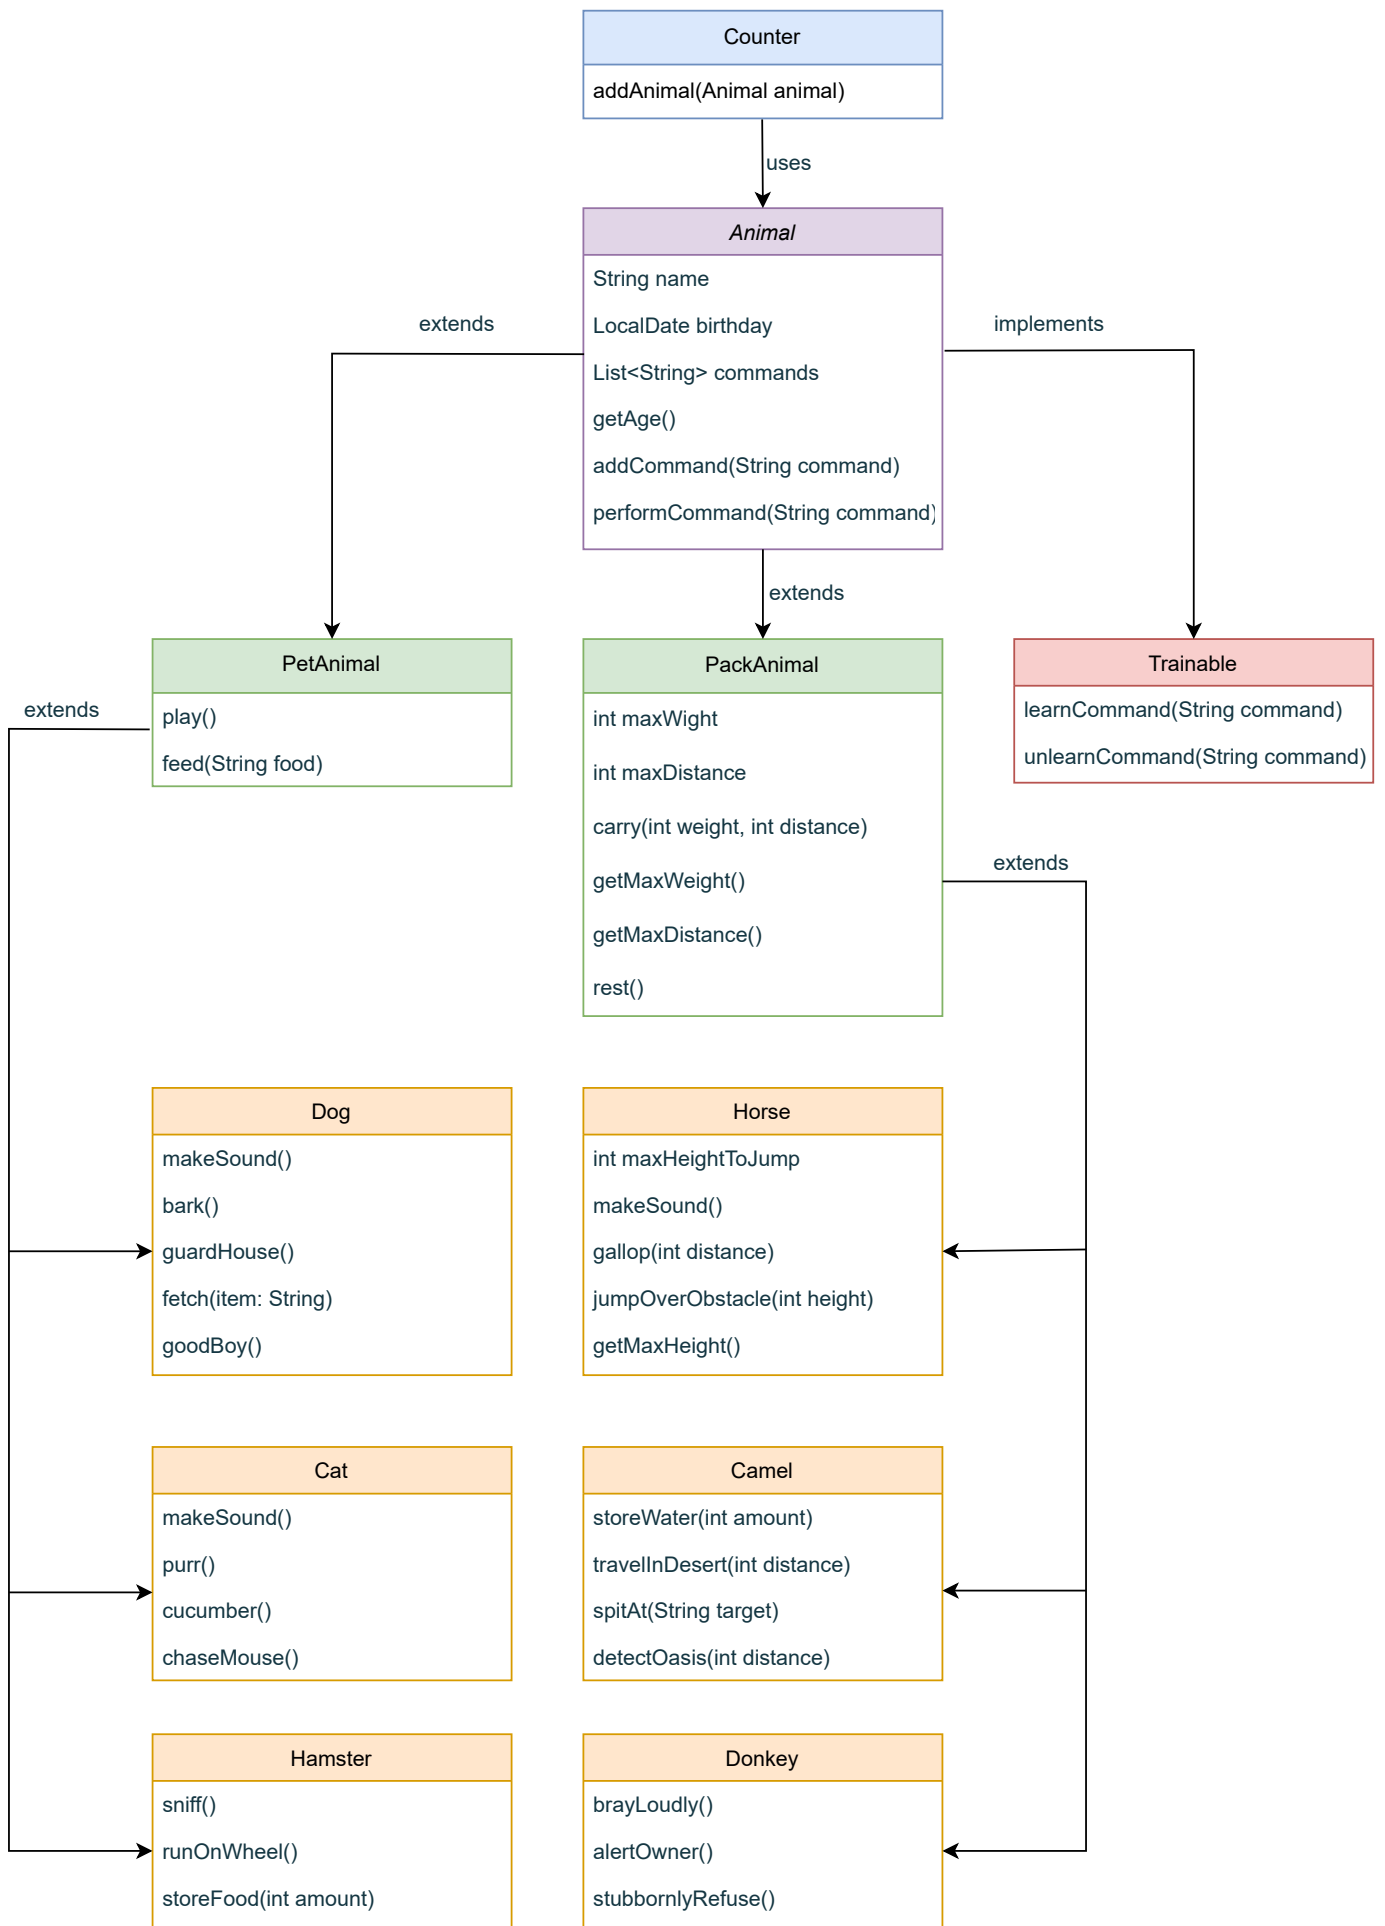 Counter
addAnimal(Animal animal)
uses
Animal
String name
LocalDate birthday
List<String> commands
getAge()
addCommand(String command)
performCommand(String command)
extends
implements
extends
PetAnimal
play()
feed(String food)
extends
PackAnimal
int maxWight
int maxDistance
carry(int weight, int distance)
getMaxWeight()
getMaxDistance()
rest()
Trainable
learnCommand(String command)
unlearnCommand(String command)
extends
Dog
makeSound()
bark()
guardHouse()
fetch(item: String)
goodBoy()
Horse
int maxHeightToJump
makeSound()
gallop(int distance)
jumpOverObstacle(int height)
getMaxHeight()
Cat
makeSound()
purr()
cucumber()
chaseMouse()
Camel
storeWater(int amount)
travelInDesert(int distance)
spitAt(String target)
detectOasis(int distance)
Hamster
sniff()
runOnWheel()
storeFood(int amount)
Donkey
brayLoudly()
alertOwner()
stubbornlyRefuse()